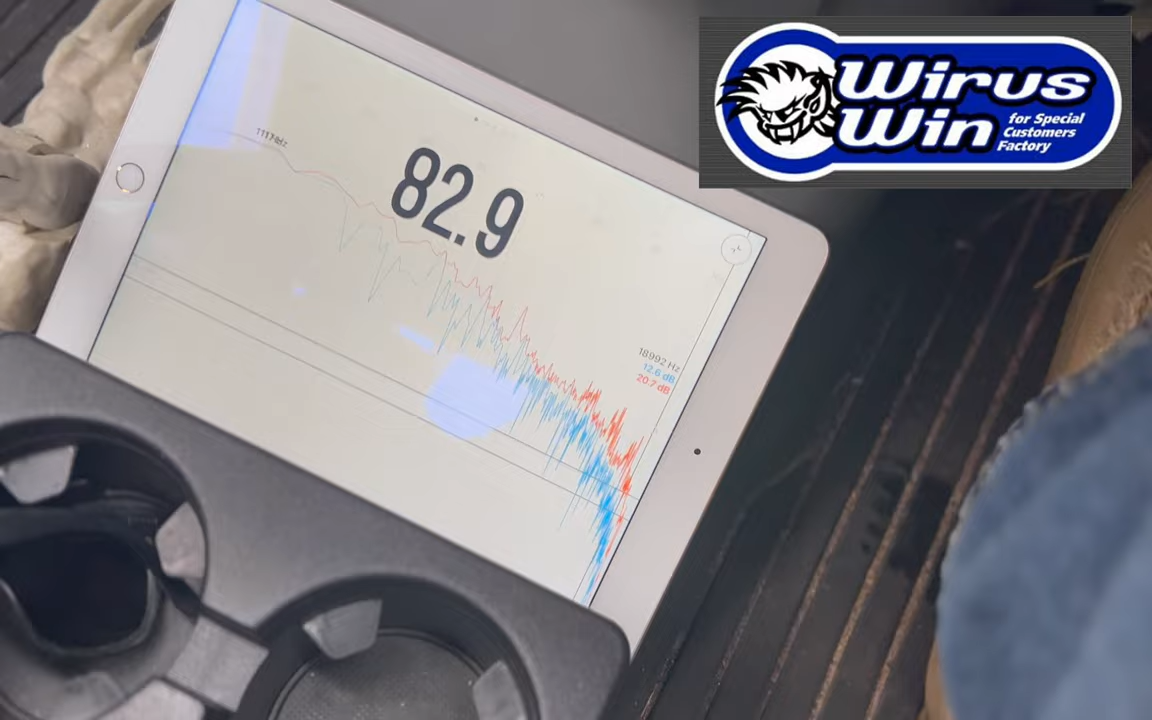 Wirus
Win
for Special
Customers
Factory
82.9
18992 Hz
12.6 dB
20.7 dB